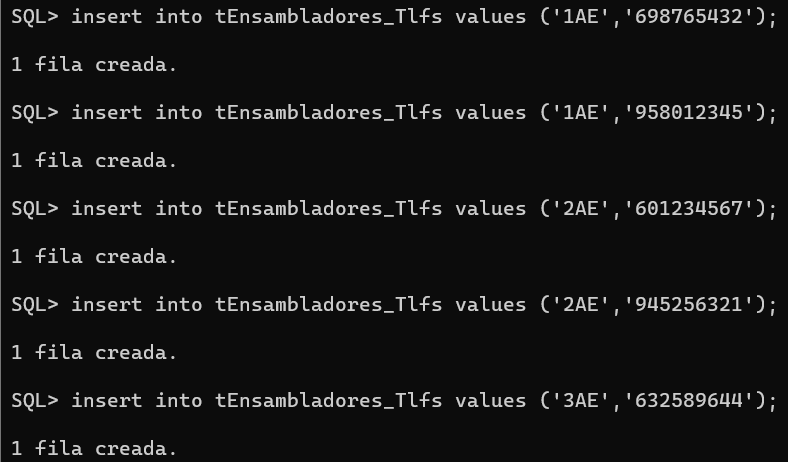 SQL> insert into tEnsambladores_Tlfs values ('1AE','698765432');
1 fila creada.
SQL> insert into tEnsambladores_Tlfs values ('1AE','958012345');
1 fila creada.
SQL> insert into tEnsambladores_Tlfs values ('2AE','601234567');
1 fila creada.
SQL> insert into tEnsambladores_Tlfs values ('2AE','945256321');
1 fila creada.
SQL> insert into tEnsambladores_Tlfs values ('3AE','632589644');
1 fila creada.